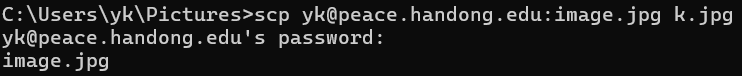 C:\Users\yk\Pictures>scp yk@peace.handong.edu:image.jpg k.jpg
yk@peace.handong.edu's password:
image.jpg